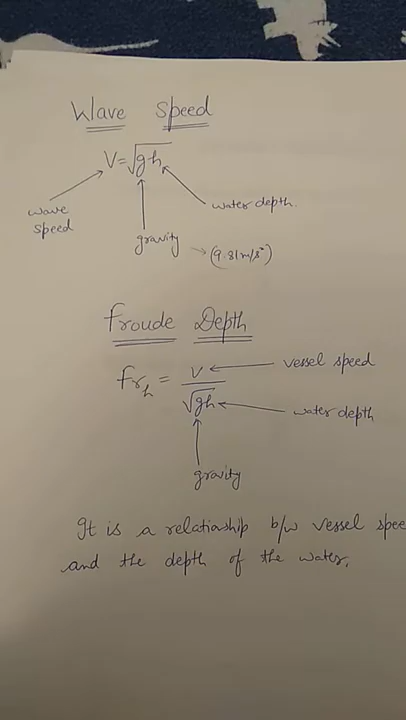 Wave Speed
V = √gh
wave speed
gravity → (9.81m/s²)
water depth.
Froude Depth
Frh = V / √gh
vessel speed
water depth
gravity
It is a relationship b/w vessel spee
and the depth of the water.